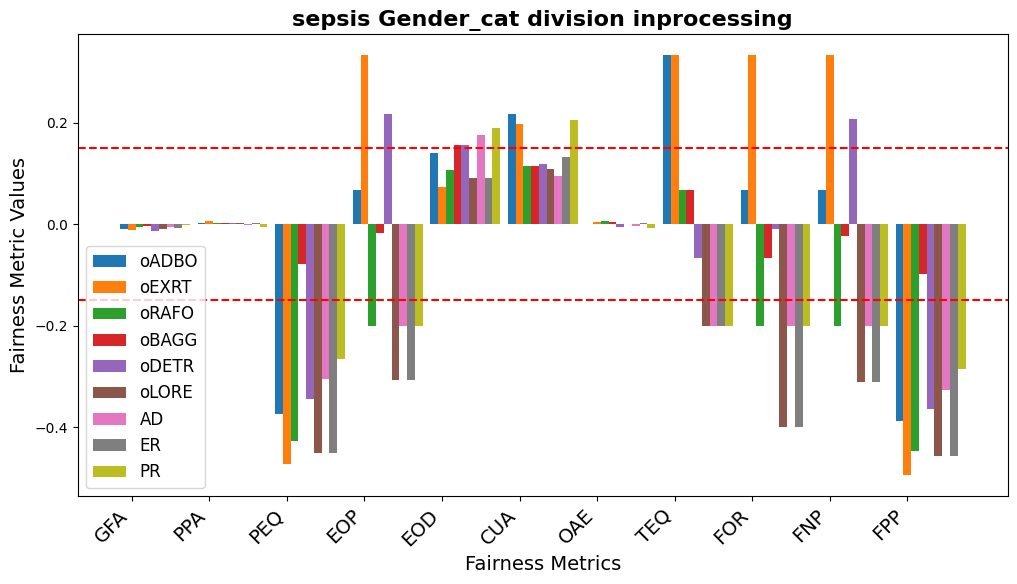 sepsis Gender_cat division inprocessing
Fairness Metric Values
0.2
0.0
−0.2
−0.4
oADBO
oEXRT
oRAFO
oBAGG
oDETR
oLORE
AD
ER
PR
GFA
PPA
PEQ
EOP
EOD
CUA
OAE
TEQ
FOR
FNP
FPP
Fairness Metrics